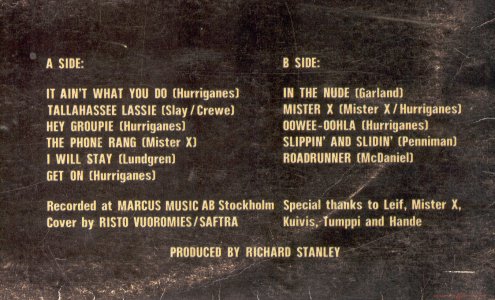 A SIDE:
IT AIN'T WHAT YOU DO (Hurriganes)
TALLAHASSEE LASSIE (Slay/Crewe)
HEY GROUPIE (Hurriganes)
THE PHONE RANG (Mister X)
I WILL STAY (Lundgren)
GET ON (Hurriganes)
B SIDE:
IN THE NUDE (Garland)
MISTER X (Mister X/Hurriganes)
OOWEE-OOHLA (Hurriganes)
SLIPPIN' AND SLIDIN' (Penniman)
ROADRUNNER (McDaniel)
Recorded at MARCUS MUSIC AB Stockholm
Cover by RISTO VUOROMIES/SAFTRA
Special thanks to Leif, Mister X,
Kuivis, Tumppi and Hande
PRODUCED BY RICHARD STANLEY